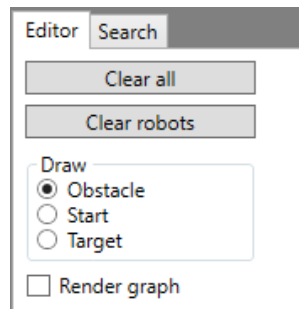 Editor Search
Clear all
Clear robots
Draw
Obstacle
Start
Target
Render graph